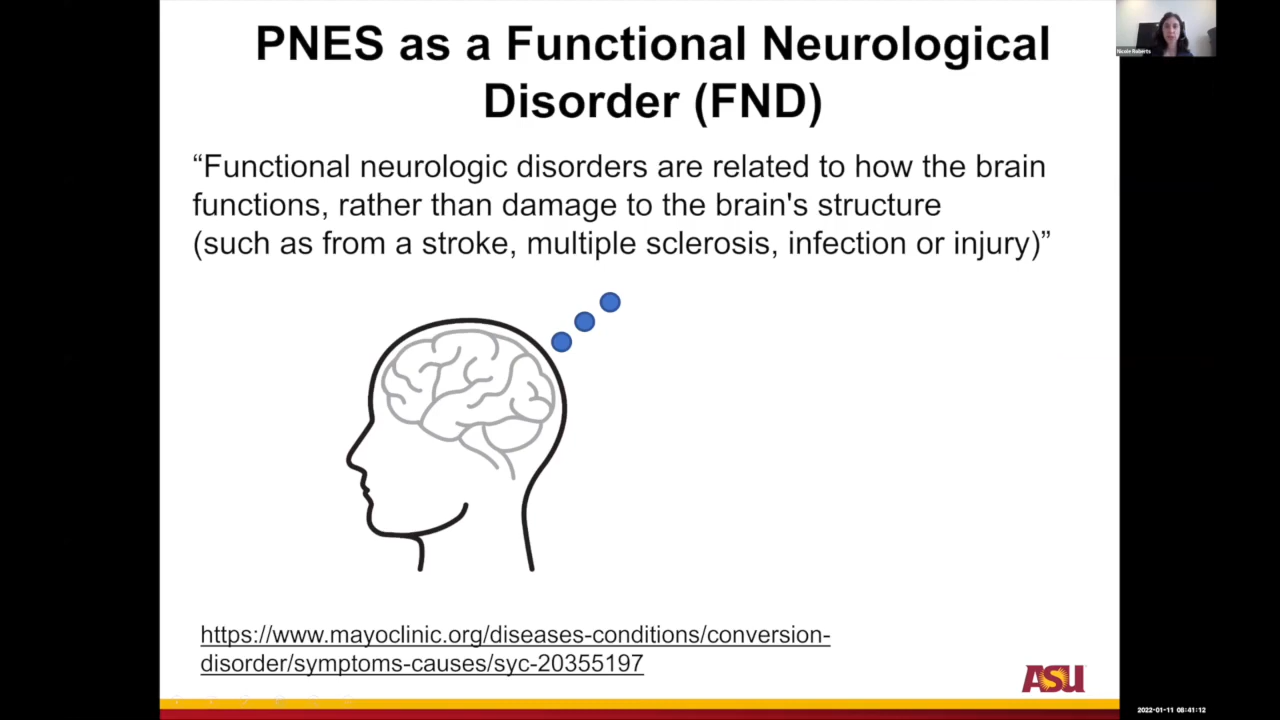 PNES as a Functional Neurological
Disorder (FND)
Nicole Roberts
“Functional neurologic disorders are related to how the brain
functions, rather than damage to the brain's structure
(such as from a stroke, multiple sclerosis, infection or injury)”
https://www.mayoclinic.org/diseases-conditions/conversion-
disorder/symptoms-causes/syc-20355197
ASU
2022-01-11 08:41:12